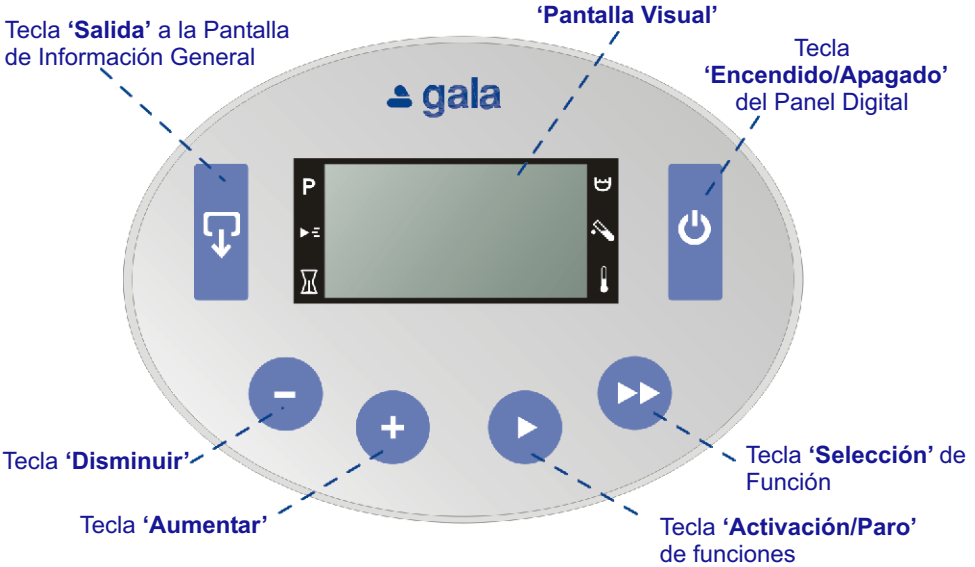 Tecla ‘Salida’ a la Pantalla
de Información General
‘Pantalla Visual’
Tecla
‘Encendido/Apagado’
del Panel Digital
gala
P
Tecla ‘Disminuir’
Tecla ‘Aumentar’
Tecla ‘Selección’ de
Función
Tecla ‘Activación/Paro’
de funciones